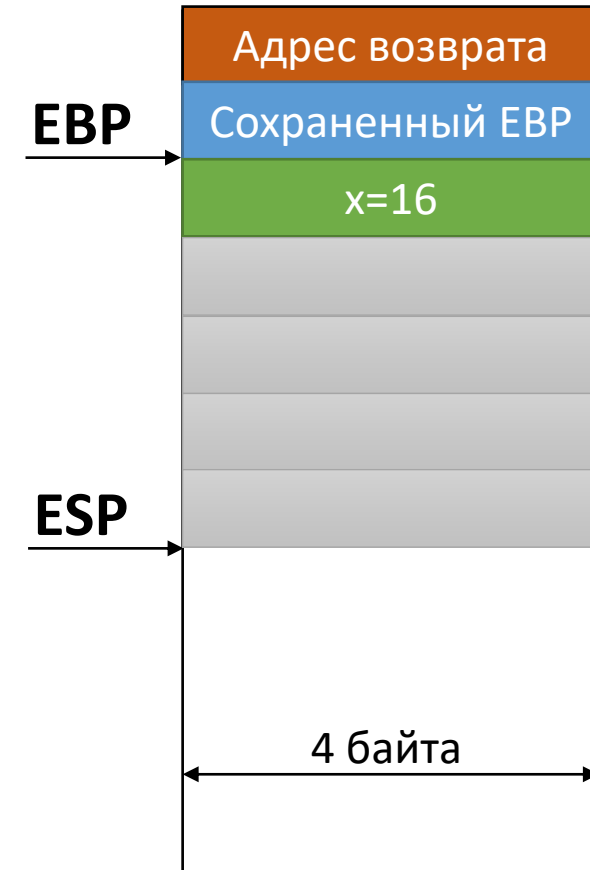 Адрес возврата
EBP
Сохраненный EBP
x=16
ESP
4 байта